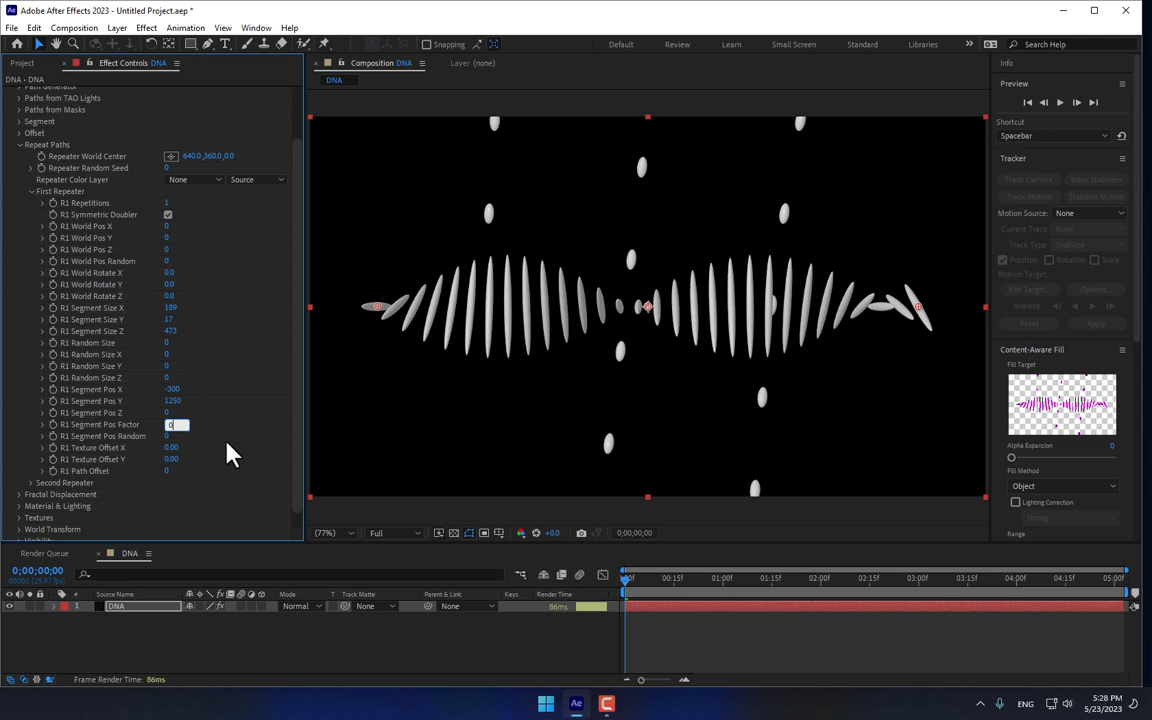 Adobe After Effects 2023 - Untitled Project.aep *
File Edit Composition Layer Effect Animation View Window Help
Snapping Default Review Learn Small Screen Standard Libraries » Search Help
Project × Effect Controls DNA × Composition DNA Layer (none) Info
DNA • DNA DNA
Preview
Paths from TAO Lights
Paths from Masks
Segment Shortcut
Offset Spacebar
Repeat Paths
Repeater World Center 640.0,360.0,0.0 Tracker
Repeater Random Seed 0
Repeater Color Layer None Source Track Camera Warp Stabilizer
First Repeater Track Motion Stabilize Motion
R1 Repetitions 1
R1 Symmetric Doubler Motion Source: None
R1 World Pos X 0 Current Track: None
R1 World Pos Y 0 Track Type: Stabilize
R1 World Pos Z 0
R1 World Pos Random 0 Position Rotation Scale
R1 World Rotate X 0.0 Motion Target:
R1 World Rotate Y 0.0 Edit Target... Options...
R1 World Rotate Z 0.0
R1 Segment Size X 189 Analyze
R1 Segment Size Y 17 Reset Apply
R1 Segment Size Z 473
R1 Random Size 0 Content-Aware Fill
R1 Random Size X 0 Fill Target
R1 Random Size Y 0
R1 Random Size Z 0
R1 Segment Pos X -300
R1 Segment Pos Y 1250
R1 Segment Pos Z 0
R1 Segment Pos Factor 0
R1 Segment Pos Random 0
R1 Texture Offset X 0.00 Alpha Expansion 0
R1 Texture Offset Y 0.00
R1 Path Offset 0 Fill Method
Second Repeater Object
Fractal Displacement
Material & Lighting Lighting Correction
Textures Strong
World Transform (77%) Full +0.0 0;00;00;00 Range
Render Queue × DNA
0;00;00;00
00000 (29.97 fps)
00:15f 01:00f 01:15f 02:00f 02:15f 03:00f 03:15f 04:00f 04:15f 05:00f
# Source Name Mode T Track Matte Parent & Link Keys Render Time
1 DNA Normal None None 86ms
Frame Render Time: 86ms
ENG 5:28 PM
5/23/2023